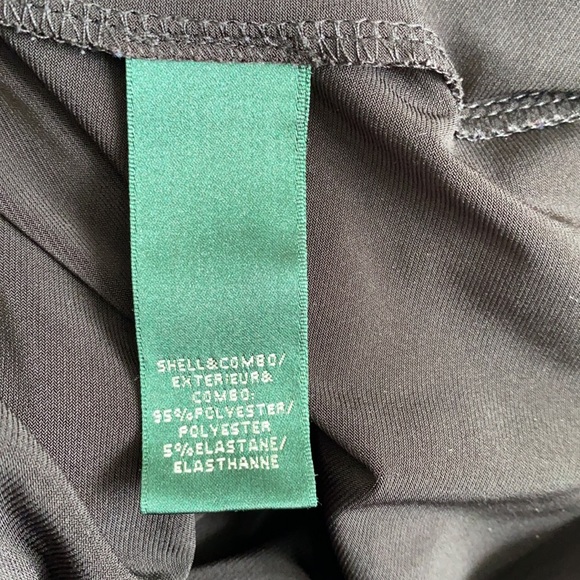 SHELL&COMBO/
EXTERIEUR&
COMBO:
95%POLYESTER/
POLYESTER
5%ELASTANE/
ELASTHANNE